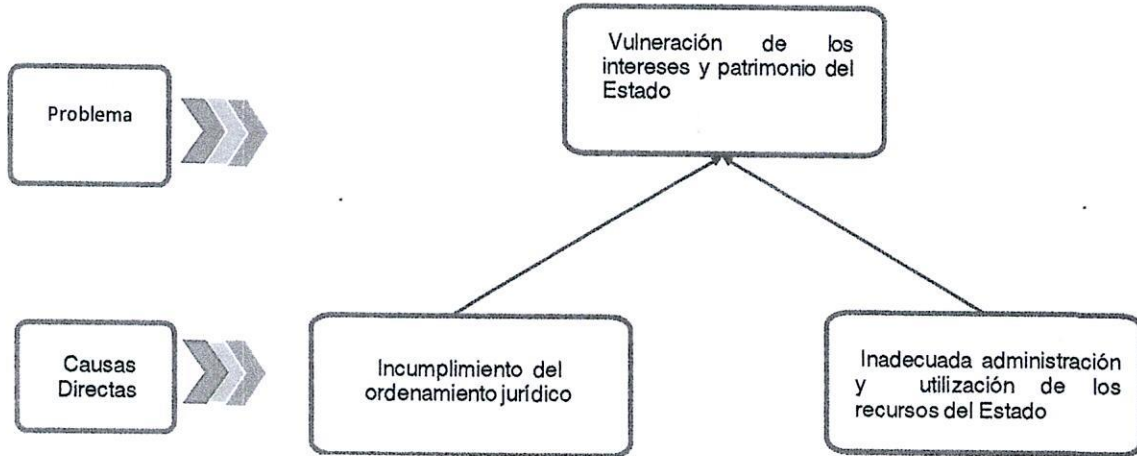 Vulneración de los
intereses y patrimonio del
Estado
Problema
Causas
Directas
Incumplimiento del
ordenamiento jurídico
Inadecuada administración
y utilización de los
recursos del Estado